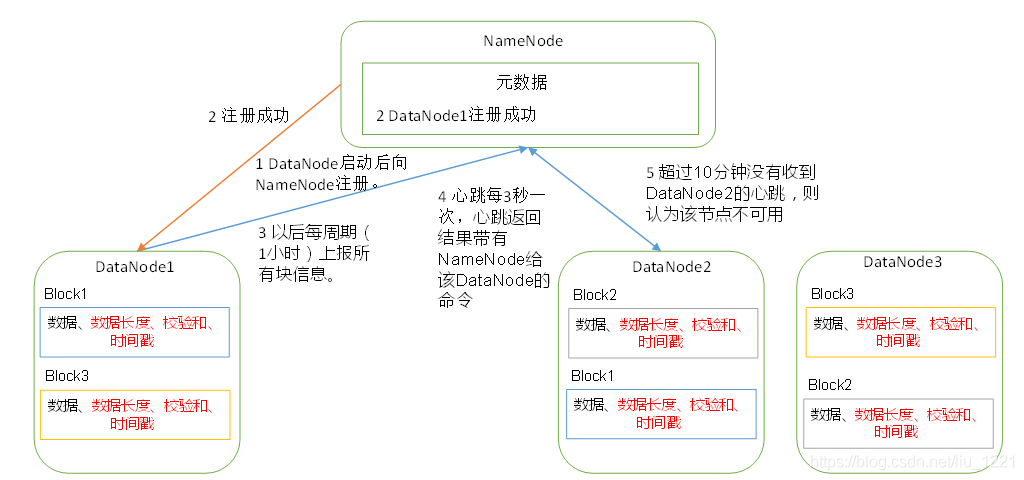 NameNode
元数据
2 DataNode1注册成功
2 注册成功
1 DataNode启动后向
NameNode注册。
3 以后每周期（
1小时）上报所
有块信息。
4 心跳每3秒一
次，心跳返回
结果带有
NameNode给
该DataNode的
命令
5 超过10分钟没有收到
DataNode2的心跳，则
认为该节点不可用
DataNode1
Block1
数据、数据长度、校验和、
时间戳
Block3
数据、数据长度、校验和、
时间戳
DataNode2
Block2
数据、数据长度、校验和、
时间戳
Block1
数据、数据长度、校验和、
时间戳
DataNode3
Block3
数据、数据长度、校验和、
时间戳
Block2
数据、数据长度、校验和、
时间戳
https://blog.csdn.net/liu_1221